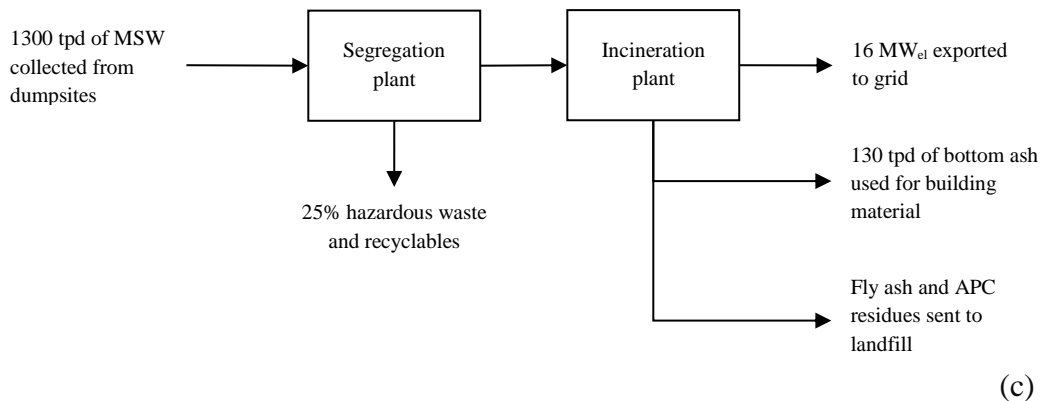 1300 tpd of MSW
collected from
dumpsites
Segregation
plant
Incineration
plant
16 MWel exported
to grid
130 tpd of bottom ash
used for building
material
25% hazardous waste
and recyclables
Fly ash and APC
residues sent to
landfill
(c)